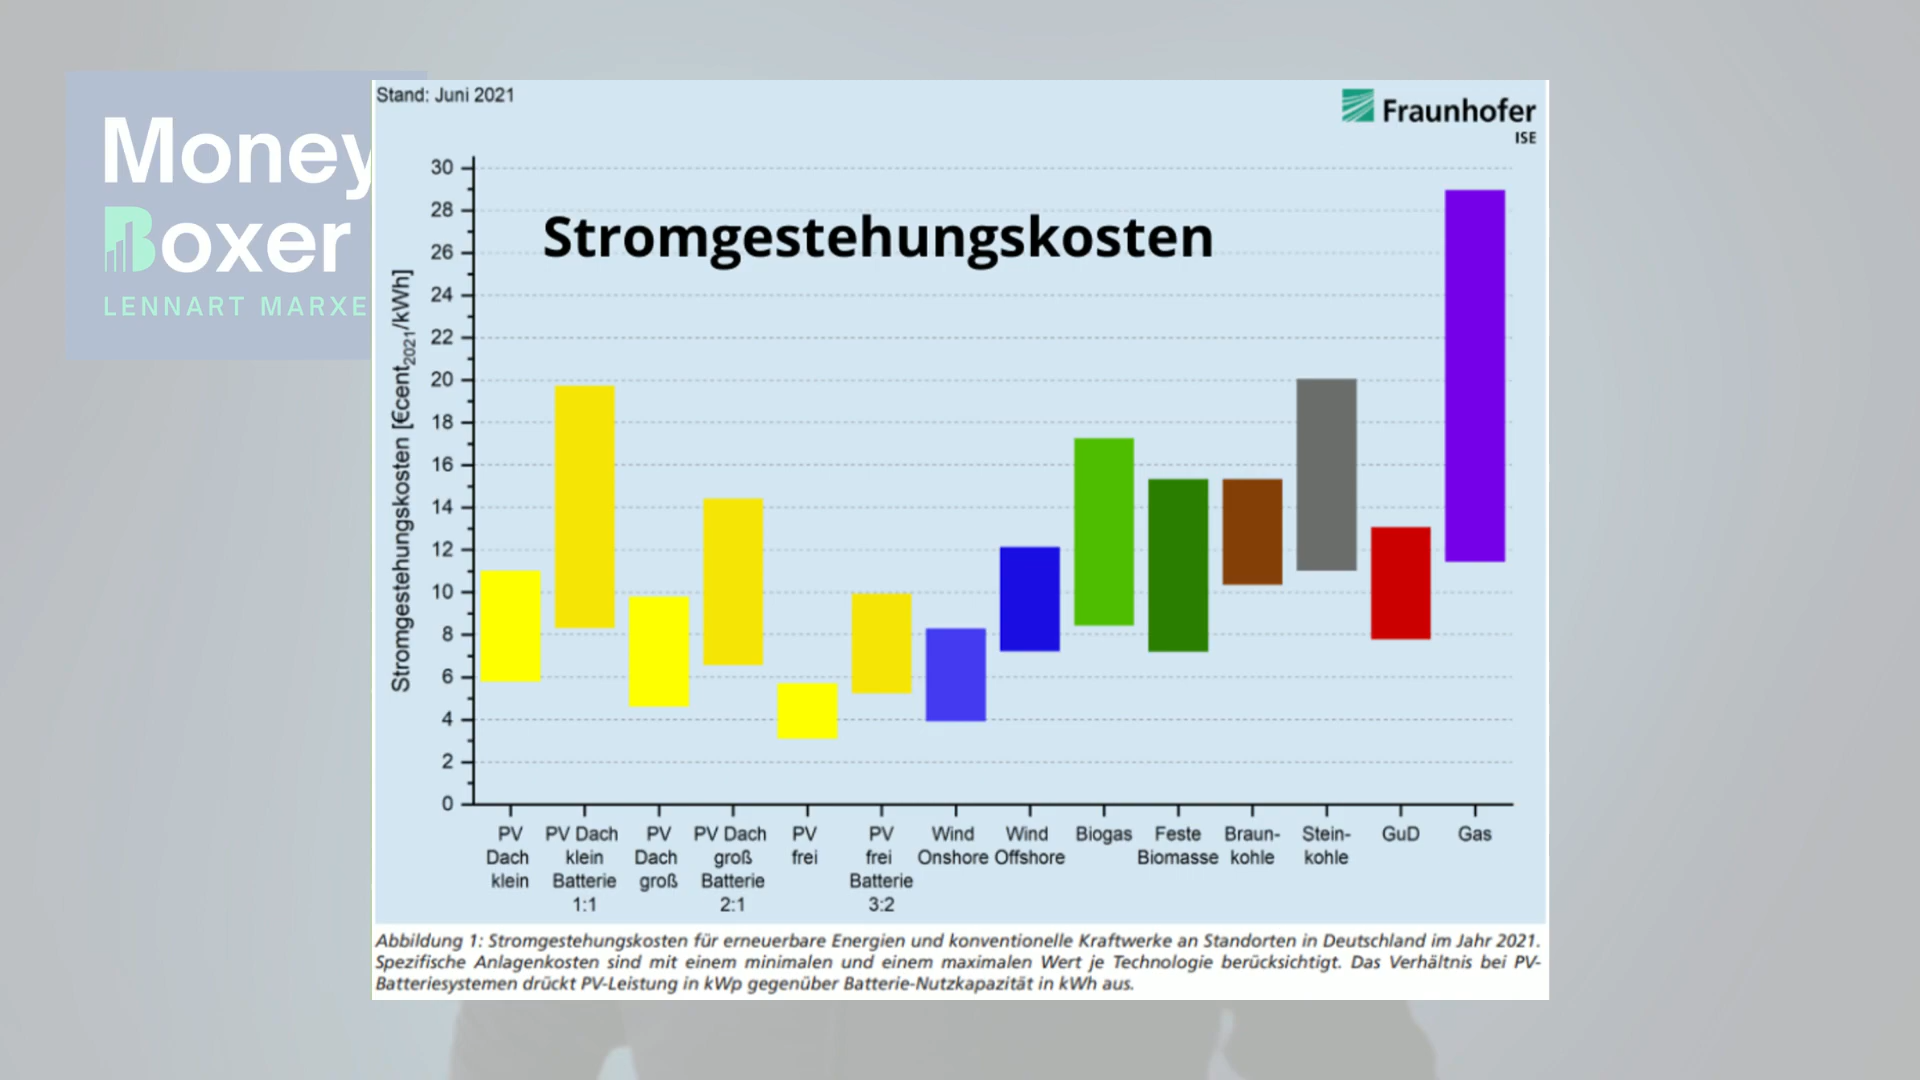 Money
Boxer
LENNART MARXE
Stand: Juni 2021
Fraunhofer
ISE
Stromgestehungskosten
Stromgestehungskosten [€cent2021/kWh]
30
28
26
24
22
20
18
16
14
12
10
8
6
4
2
0
PV Dach klein
PV Dach klein Batterie 1:1
PV Dach groß
PV Dach groß Batterie 2:1
PV frei
PV frei Batterie 3:2
Wind Onshore
Wind Offshore
Biogas
Feste Biomasse
Braun-kohle
Stein-kohle
GuD
Gas
Abbildung 1: Stromgestehungskosten für erneuerbare Energien und konventionelle Kraftwerke an Standorten in Deutschland im Jahr 2021.
Spezifische Anlagenkosten sind mit einem minimalen und einem maximalen Wert je Technologie berücksichtigt. Das Verhältnis bei PV-
Batteriesystemen drückt PV-Leistung in kWp gegenüber Batterie-Nutzkapazität in kWh aus.